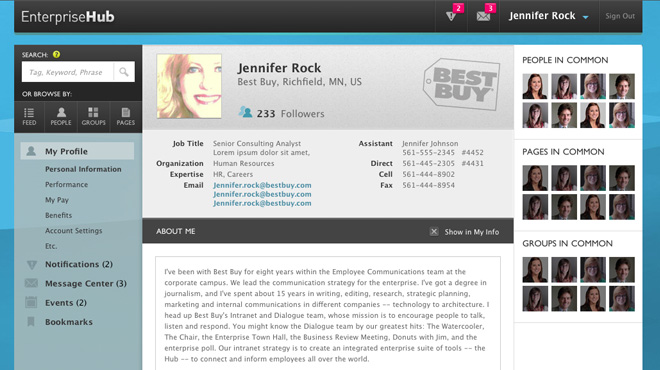 EnterpriseHub
2
3
Jennifer Rock
Sign Out
SEARCH: ?
Tag, Keyword, Phrase
OR BROWSE BY:
FEED PEOPLE GROUPS PAGES
My Profile
Personal Information
Performance
My Pay
Benefits
Account Settings
Etc.
Notifications (2)
Message Center (3)
Events (2)
Bookmarks
Jennifer Rock
Best Buy, Richfield, MN, US
233 Followers
BEST
BUY
Job Title Senior Consulting Analyst
Lorem ipsum dolor sit amet,
Organization Human Resources
Expertise HR, Careers
Email Jennifer.rock@bestbuy.com
Jennifer.rock@bestbuy.com
Jennifer.rock@bestbuy.com
Assistant Jennifer Johnson
561-555-2345 #4452
Direct 561-445-2305 #4431
Cell 561-444-8902
Fax 561-444-8954
ABOUT ME
Show in My Info
I've been with Best Buy for eight years within the Employee Communications team at the
corporate campus. We lead the communication strategy for the enterprise. I've got a degree in
journalism, and I've spent about 15 years in writing, editing, research, strategic planning,
marketing and internal communications in different companies -- technology to architecture. I
head up Best Buy's Intranet and Dialogue team, whose mission is to encourage people to talk,
listen and respond. You might know the Dialogue team by our greatest hits: The Watercooler,
The Chair, the Enterprise Town Hall, the Business Review Meeting, Donuts with Jim, and the
enterprise poll. Our intranet strategy is to create an integrated enterprise suite of tools -- the
Hub -- to connect and inform employees all over the world.
PEOPLE IN COMMON
PAGES IN COMMON
GROUPS IN COMMON